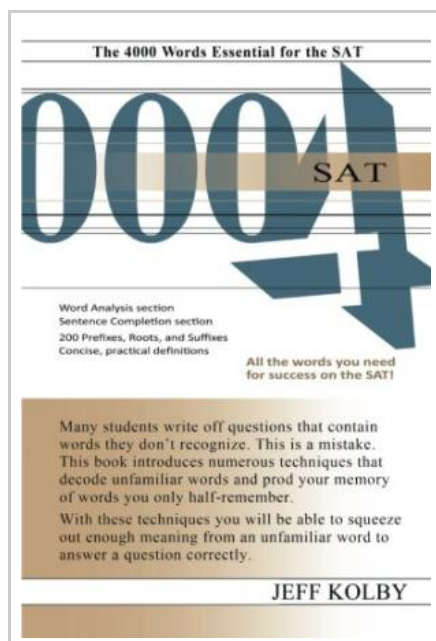 The 4000 Words Essential for the SAT
0004
SAT
Word Analysis section
Sentence Completion section
200 Prefixes, Roots, and Suffixes
Concise, practical definitions
All the words you need
for success on the SAT!
Many students write off questions that contain
words they don't recognize. This is a mistake.
This book introduces numerous techniques that
decode unfamiliar words and prod your memory
of words you only half-remember.
With these techniques you will be able to squeeze
out enough meaning from an unfamiliar word to
answer a question correctly.
JEFF KOLBY